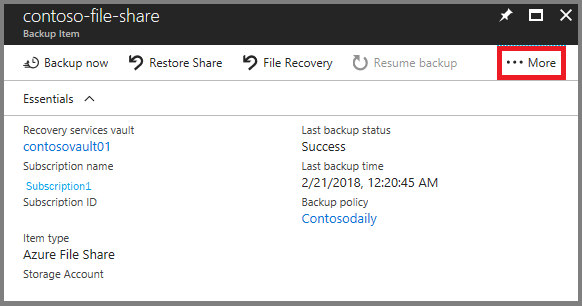 contoso-file-share
Backup Item
Backup now
Restore Share
File Recovery
Resume backup
More
Essentials
Recovery services vault
contosovault01
Subscription name
Subscription1
Subscription ID
Item type
Azure File Share
Storage Account
Last backup status
Success
Last backup time
2/21/2018, 12:20:45 AM
Backup policy
Contosodaily